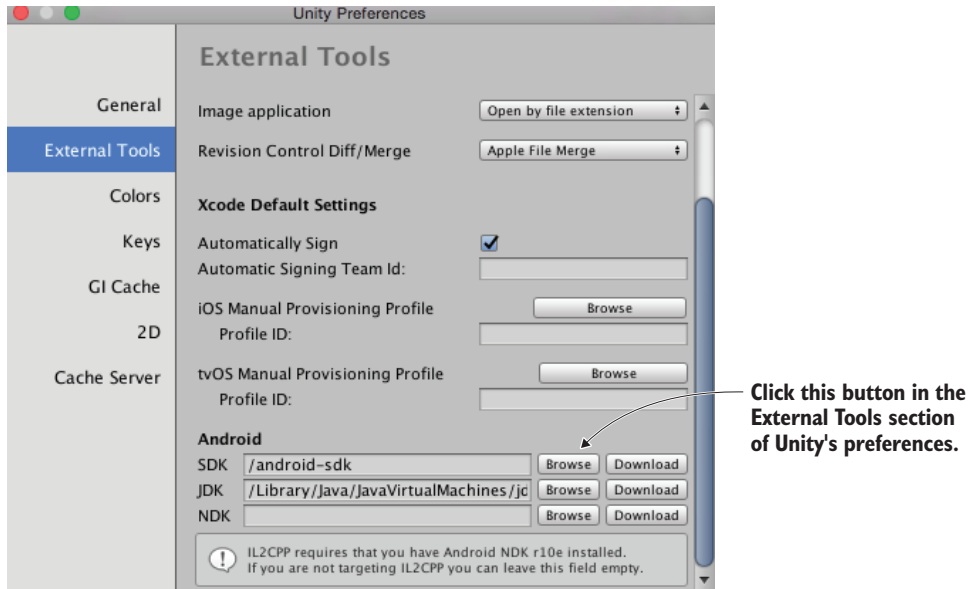 Unity Preferences
External Tools
General
Image application
Open by file extension
External Tools
Revision Control Diff/Merge
Apple File Merge
Colors
Xcode Default Settings
Keys
Automatically Sign
Automatic Signing Team Id:
GI Cache
iOS Manual Provisioning Profile
Browse
2D
Profile ID:
Cache Server
tvOS Manual Provisioning Profile
Browse
Profile ID:
Click this button in the
External Tools section
of Unity's preferences.
Android
SDK /android-sdk Browse Download
JDK /Library/Java/JavaVirtualMachines/jd Browse Download
NDK Browse Download
IL2CPP requires that you have Android NDK r10e installed.
If you are not targeting IL2CPP you can leave this field empty.